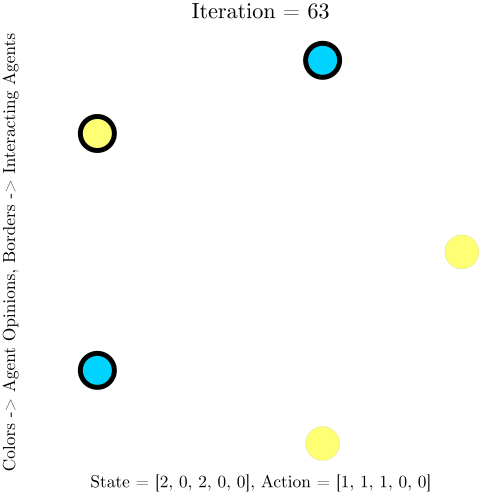 Iteration = 63
Colors -> Agent Opinions, Borders -> Interacting Agents
State = [2, 0, 2, 0, 0], Action = [1, 1, 1, 0, 0]